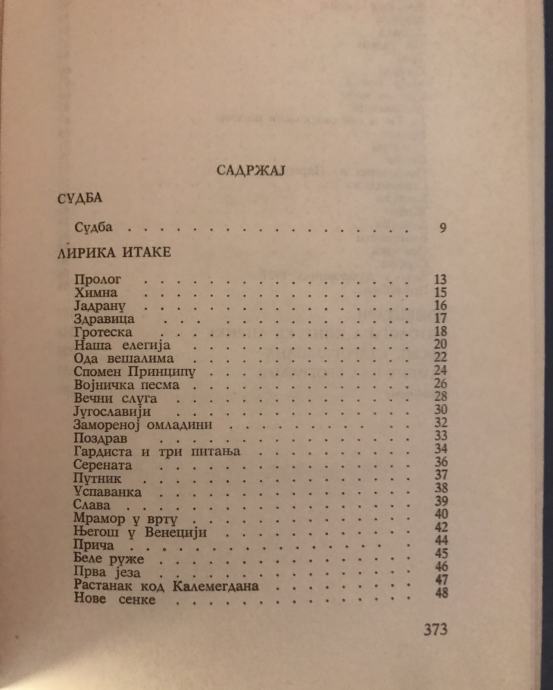 САДРЖАЈ
СУДБА
Судба . . . . . . . . . . . . . . . . . . 9
ЛИРИКА ИТАКЕ
Пролог . . . . . . . . . . . . . 13
Химна . . . . . . . . . . . . . 15
Јадрану . . . . . . . . . . . . . 16
Здравица . . . . . . . . . . . . 17
Гротеска . . . . . . . . . . . . 18
Наша елегија . . . . . . . . . . . 20
Ода вешалима . . . . . . . . . . . 22
Спомен Принципу . . . . . . . . . . 24
Војничка песма . . . . . . . . . . . 26
Вечни слуга . . . . . . . . . . . . 28
Југославији . . . . . . . . . . . . 30
Замореној омладини . . . . . . . . . 32
Поздрав . . . . . . . . . . . . 33
Гардиста и три питања . . . . . . . . 34
Серената . . . . . . . . . . . . 36
Путник . . . . . . . . . . . . . 37
Успаванка . . . . . . . . . . . . 38
Слава . . . . . . . . . . . . . . 39
Мрамор у врту . . . . . . . . . . . 40
Његош у Венецији . . . . . . . . . . 42
Прича . . . . . . . . . . . . . . 44
Беле руже . . . . . . . . . . . . 45
Прва језа . . . . . . . . . . . . 46
Растанак код Калемегдана . . . . . . . 47
Нове сенке . . . . . . . . . . . . 48
373